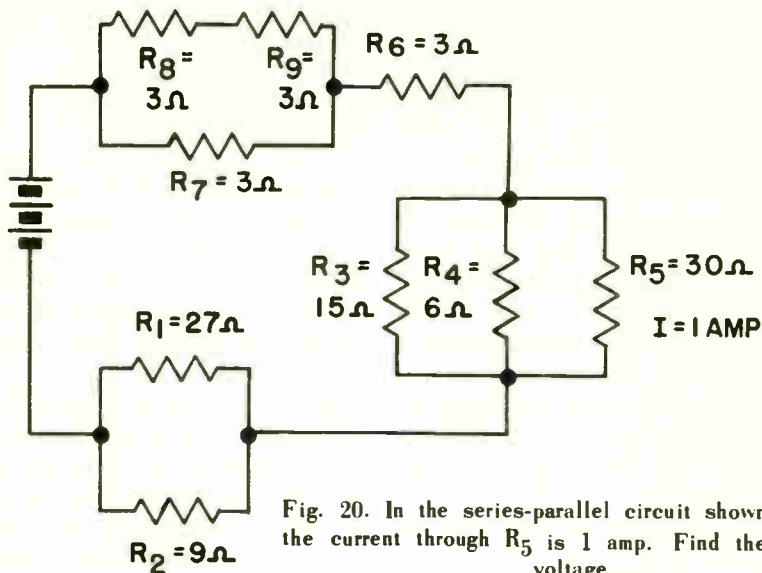 R8 = 3Ω
R9 = 3Ω
R6 = 3Ω
R7 = 3Ω
R3 = 15Ω
R4 = 6Ω
R5 = 30Ω
I = 1 AMP
R1 = 27Ω
R2 = 9Ω
Fig. 20. In the series-parallel circuit shown
the current through R5 is 1 amp. Find the
voltage